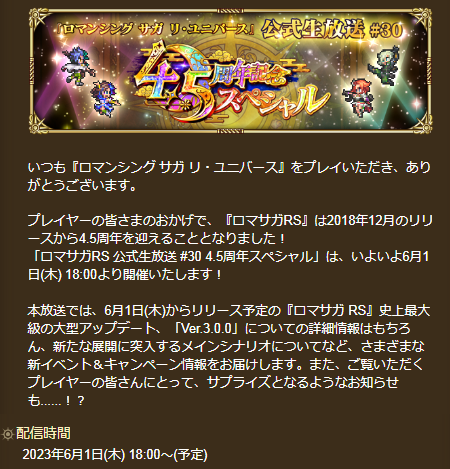 『ロマンシング サガ リ・ユニバース』 公式生放送 #30
4.5周年記念
スペシャル
いつも『ロマンシング サガ リ・ユニバース』をプレイいただき、あり
がとうございます。
プレイヤーの皆さまのおかげで、『ロマサガRS』は2018年12月のリリ
ースから4.5周年を迎えることとなりました！
「ロマサガRS 公式生放送 #30 4.5周年スペシャル」は、いよいよ6月1
日(木) 18:00より開催いたします！
本放送では、6月1日(木)からリリース予定の『ロマサガ RS』史上最大
級の大型アップデート、「Ver.3.0.0」についての詳細情報はもちろ
ん、新たな展開に突入するメインシナリオについてなど、さまざまな
新イベント＆キャンペーン情報をお届けします。また、ご覧いただく
プレイヤーの皆さんにとって、サプライズとなるようなお知らせ
も......！？
配信時間
2023年6月1日(木) 18:00～(予定)